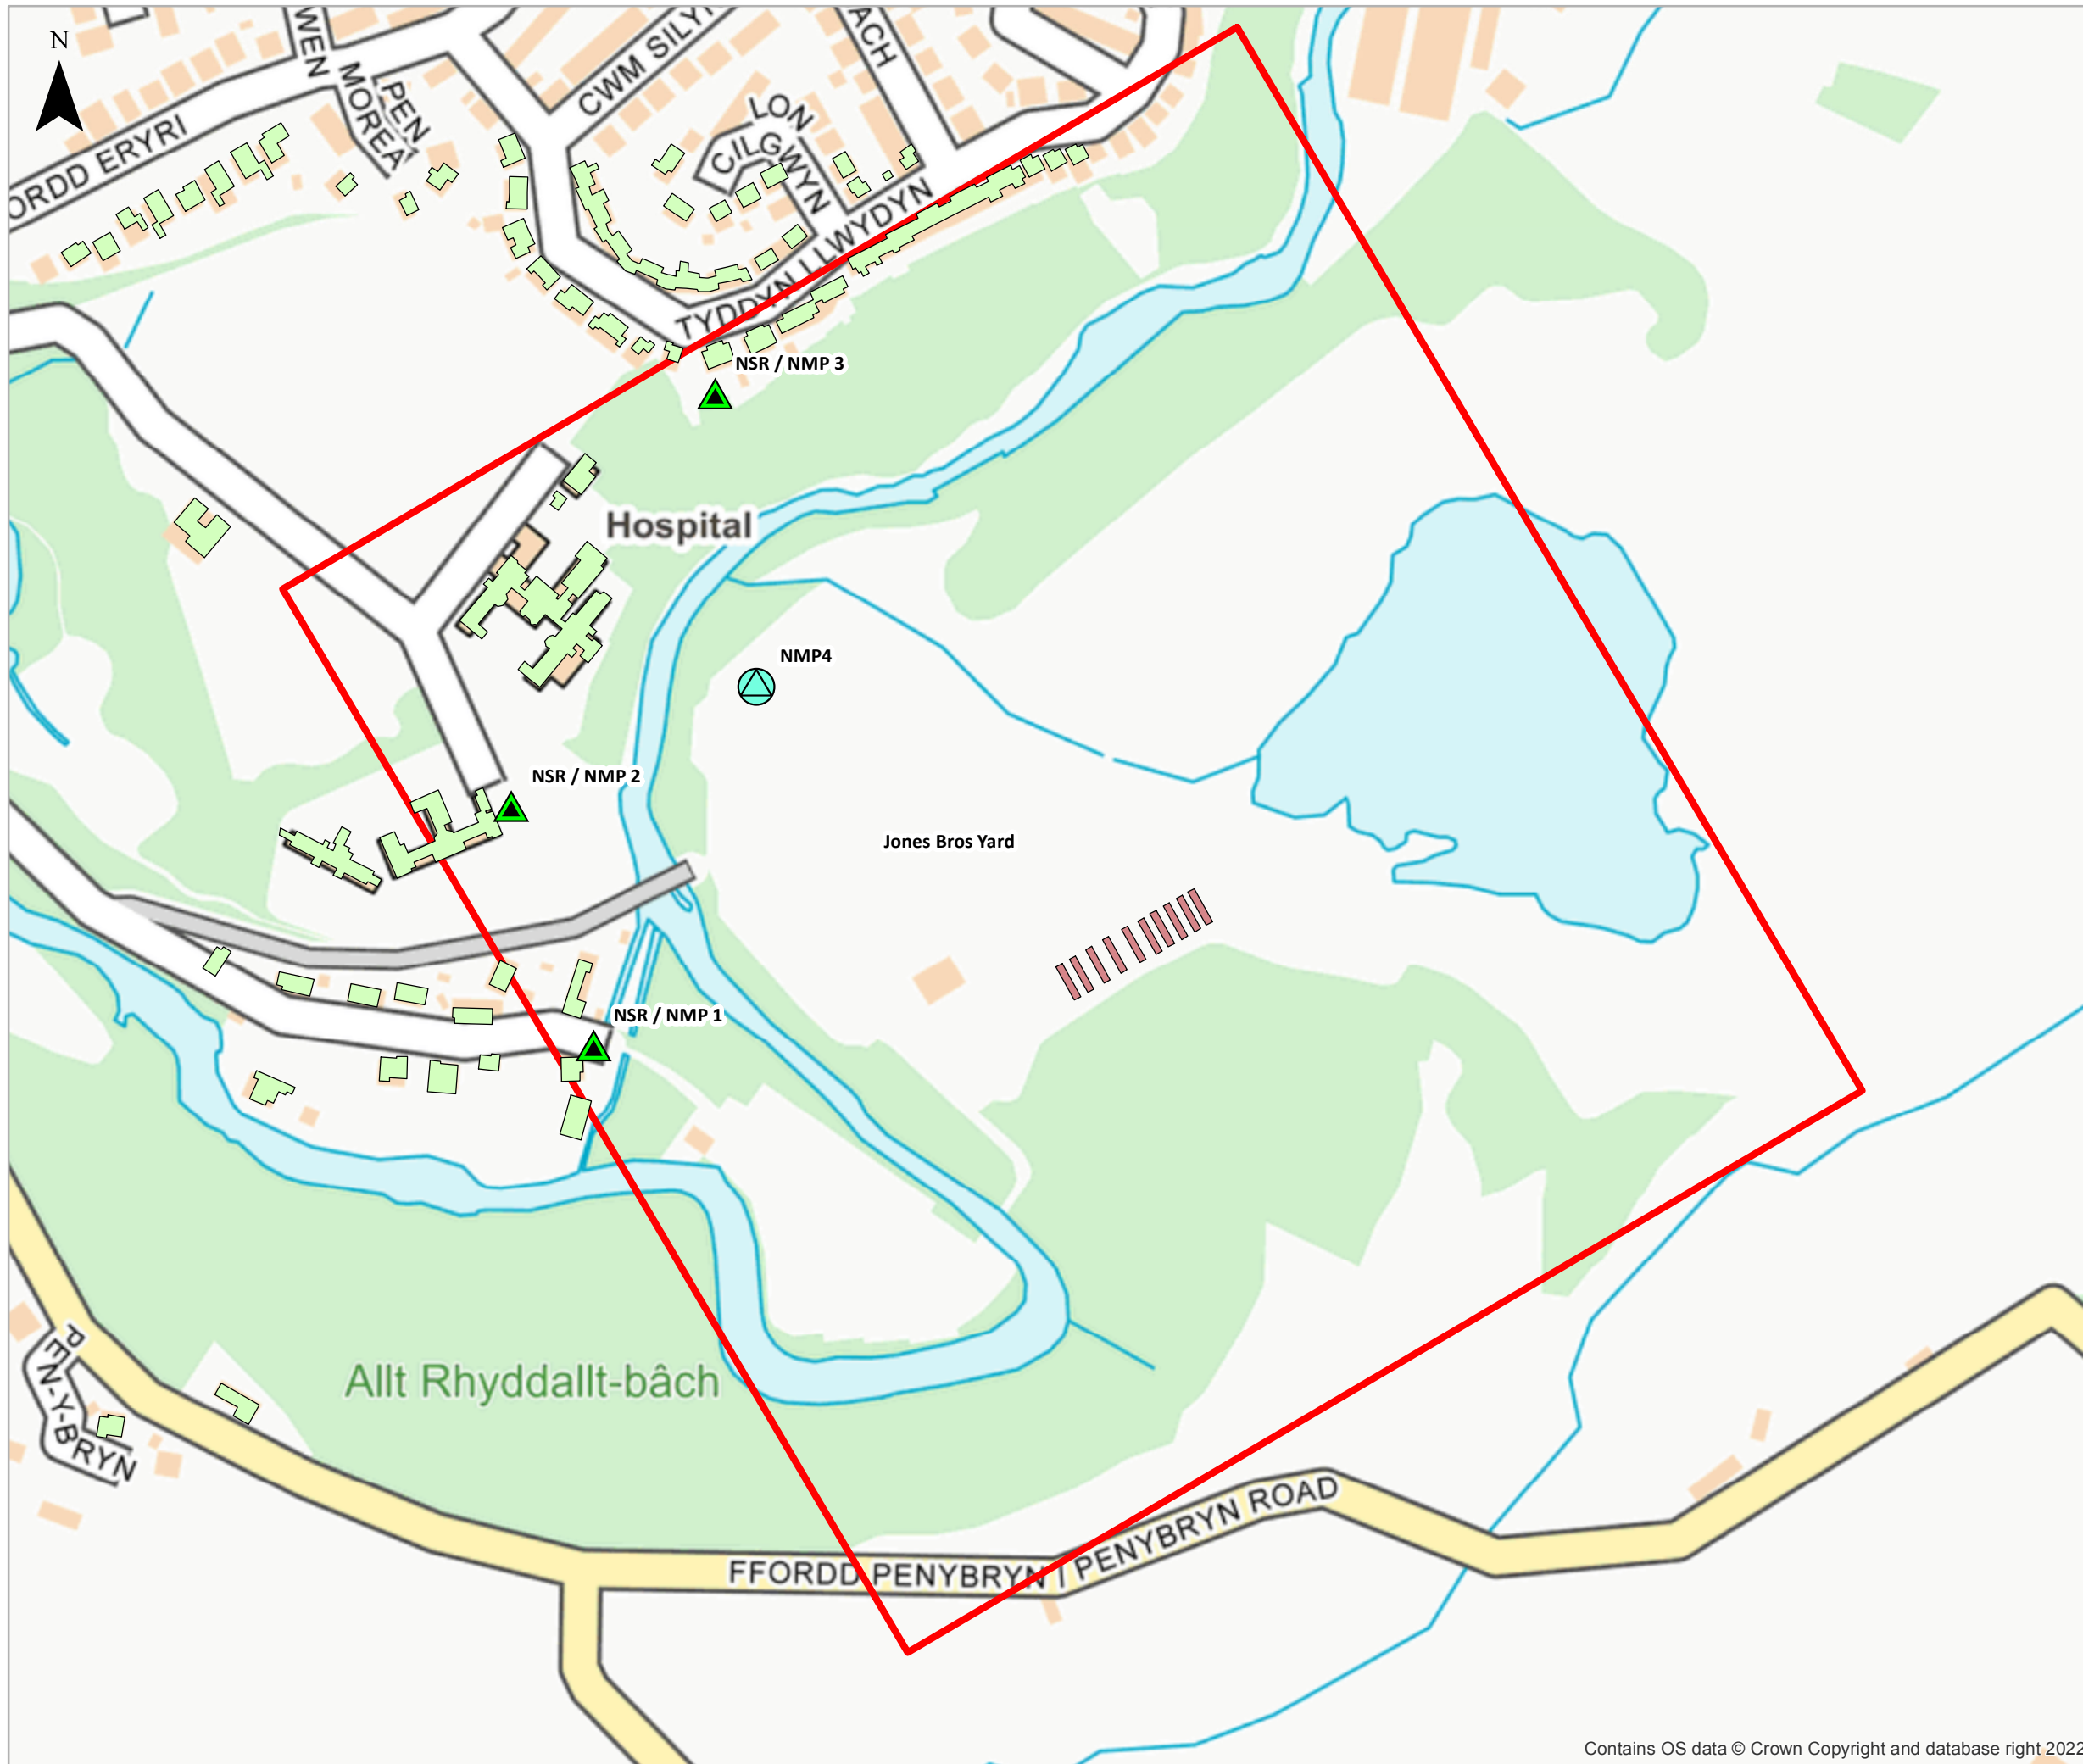 N
WEN
PEN
MOREA
CWM SILYN
ACH
LON
CILGWYN
ORDD ERYRI
TYDDYN LLWYDYN
NSR / NMP 3
Hospital
NMP4
NSR / NMP 2
Jones Bros Yard
NSR / NMP 1
PEN-Y-BRYN
Allt Rhyddallt-bâch
FFORDD PENYBRYN / PENYBRYN ROAD
Contains OS data © Crown Copyright and database right 2022